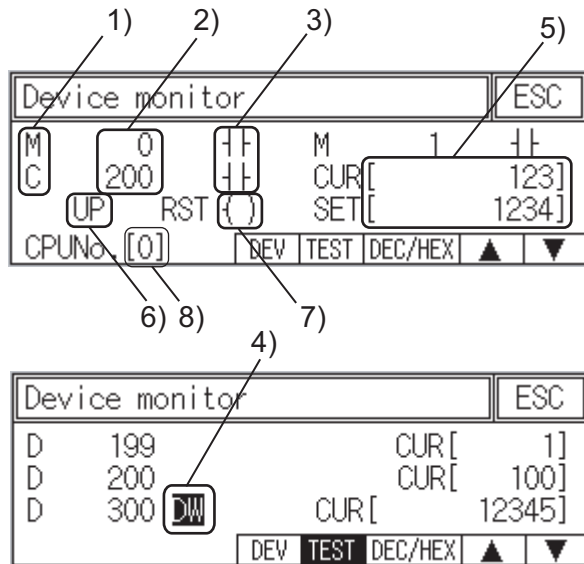 1) 2) 3) 5)
Device monitor ESC
M 0 ┤├ M 1 ┤├
C 200 ┤├ CUR[ 123]
UP RST ( ) SET[ 1234]
CPUNo.[0] DEV TEST DEC/HEX ▲ ▼
6) 8) 7)
4)
Device monitor ESC
D 199 CUR[ 1]
D 200 CUR[ 100]
D 300 DW CUR[ 12345]
DEV TEST DEC/HEX ▲ ▼